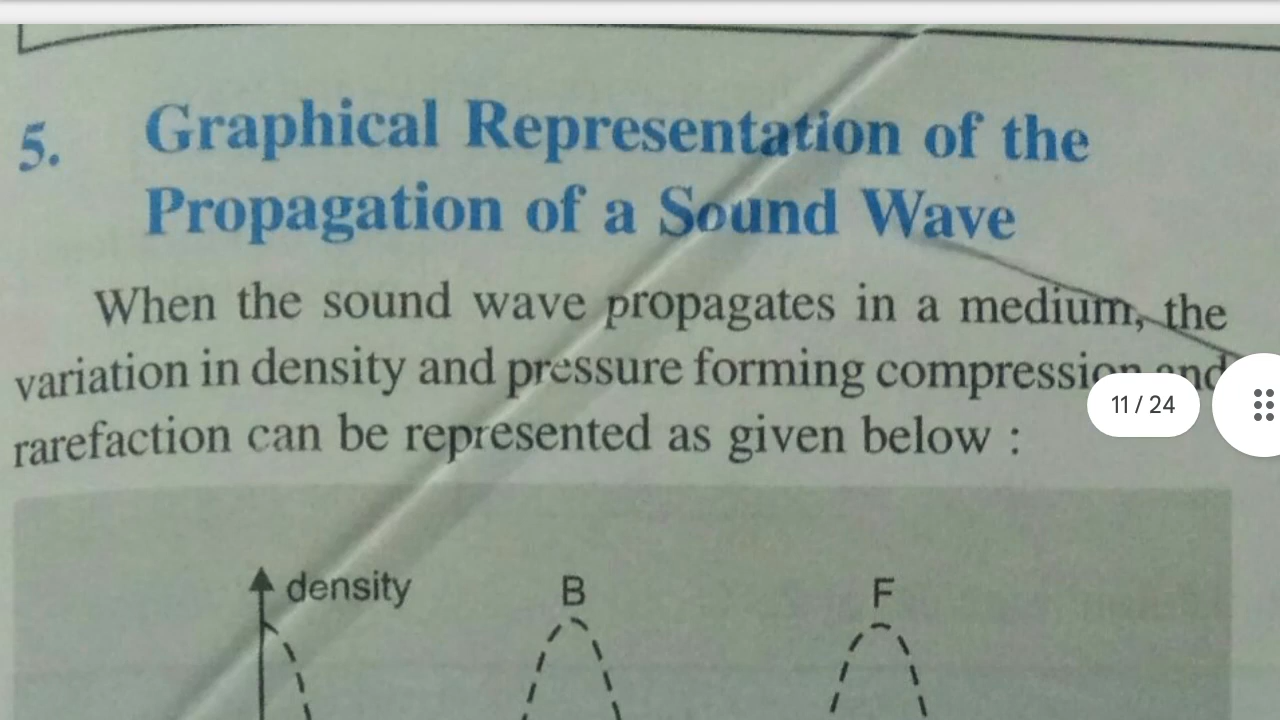 5. Graphical Representation of the
Propagation of a Sound Wave
When the sound wave propagates in a medium, the
variation in density and pressure forming compression and
rarefaction can be represented as given below :
11 / 24
density
B
F